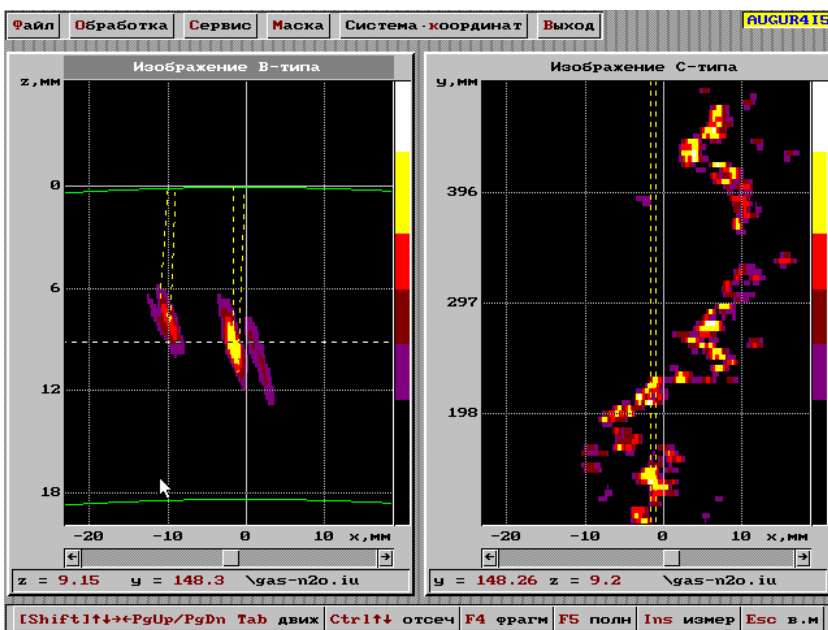 Файл Обработка Сервис Маска Система·координат Выход AUGUR4I5
Изображение B-типа
z,мм
0
6
12
18
-20 -10 0 10 x,мм
z = 9.15 y = 148.3 \gas-n2o.iu
Изображение C-типа
y,мм
396
297
198
-20 -10 0 10 x,мм
y = 148.26 z = 9.2 \gas-n2o.iu
[Shift]↑↓→←PgUp/PgDn Tab движ Ctrl↑↓ отсеч F4 фрагм F5 полн Ins измер Esc в.м